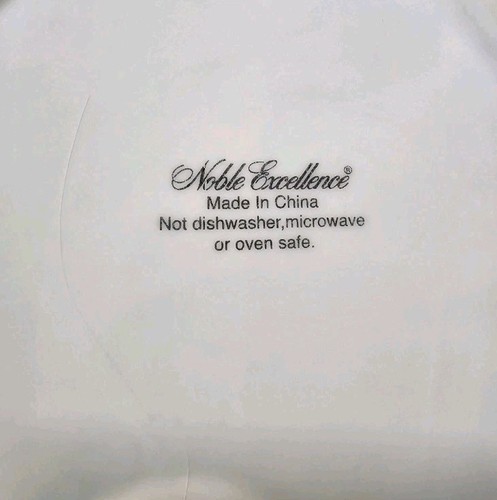 Noble Excellence®
Made In China
Not dishwasher,microwave
or oven safe.